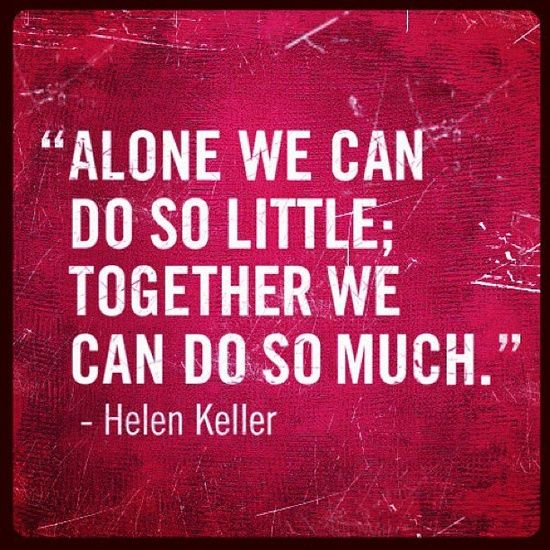 “ALONE WE CAN
DO SO LITTLE;
TOGETHER WE
CAN DO SO MUCH.”
- Helen Keller